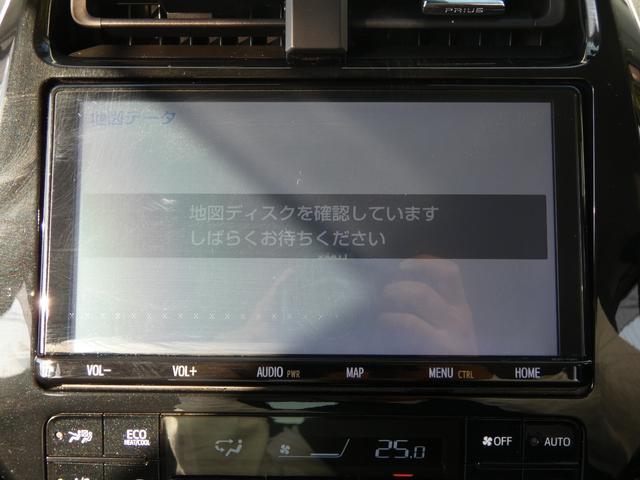 PRIUS
地図データ
地図ディスクを確認しています
しばらくお待ちください
×××××××××××××××××
VOL− VOL+ AUDIO PWR MAP MENU CTRL HOME
ECO HEAT/COOL 25.0 OFF AUTO